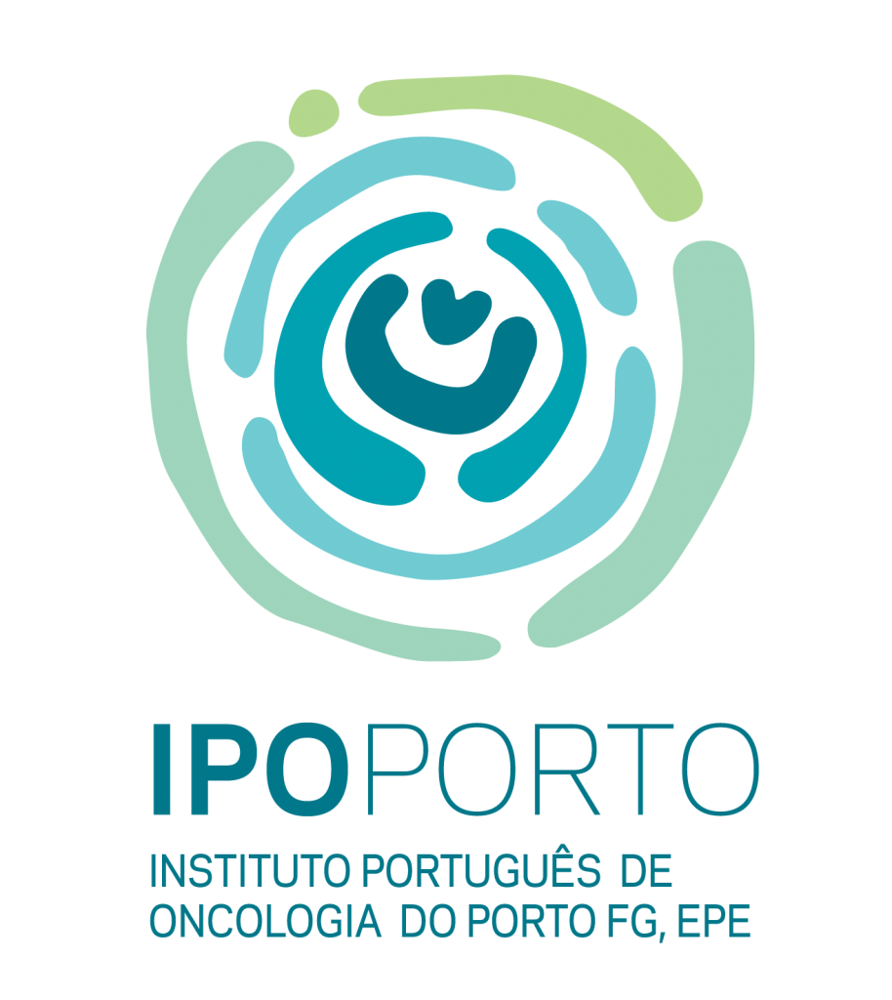 IPOPORTO
INSTITUTO PORTUGUÊS DE
ONCOLOGIA DO PORTO FG, EPE